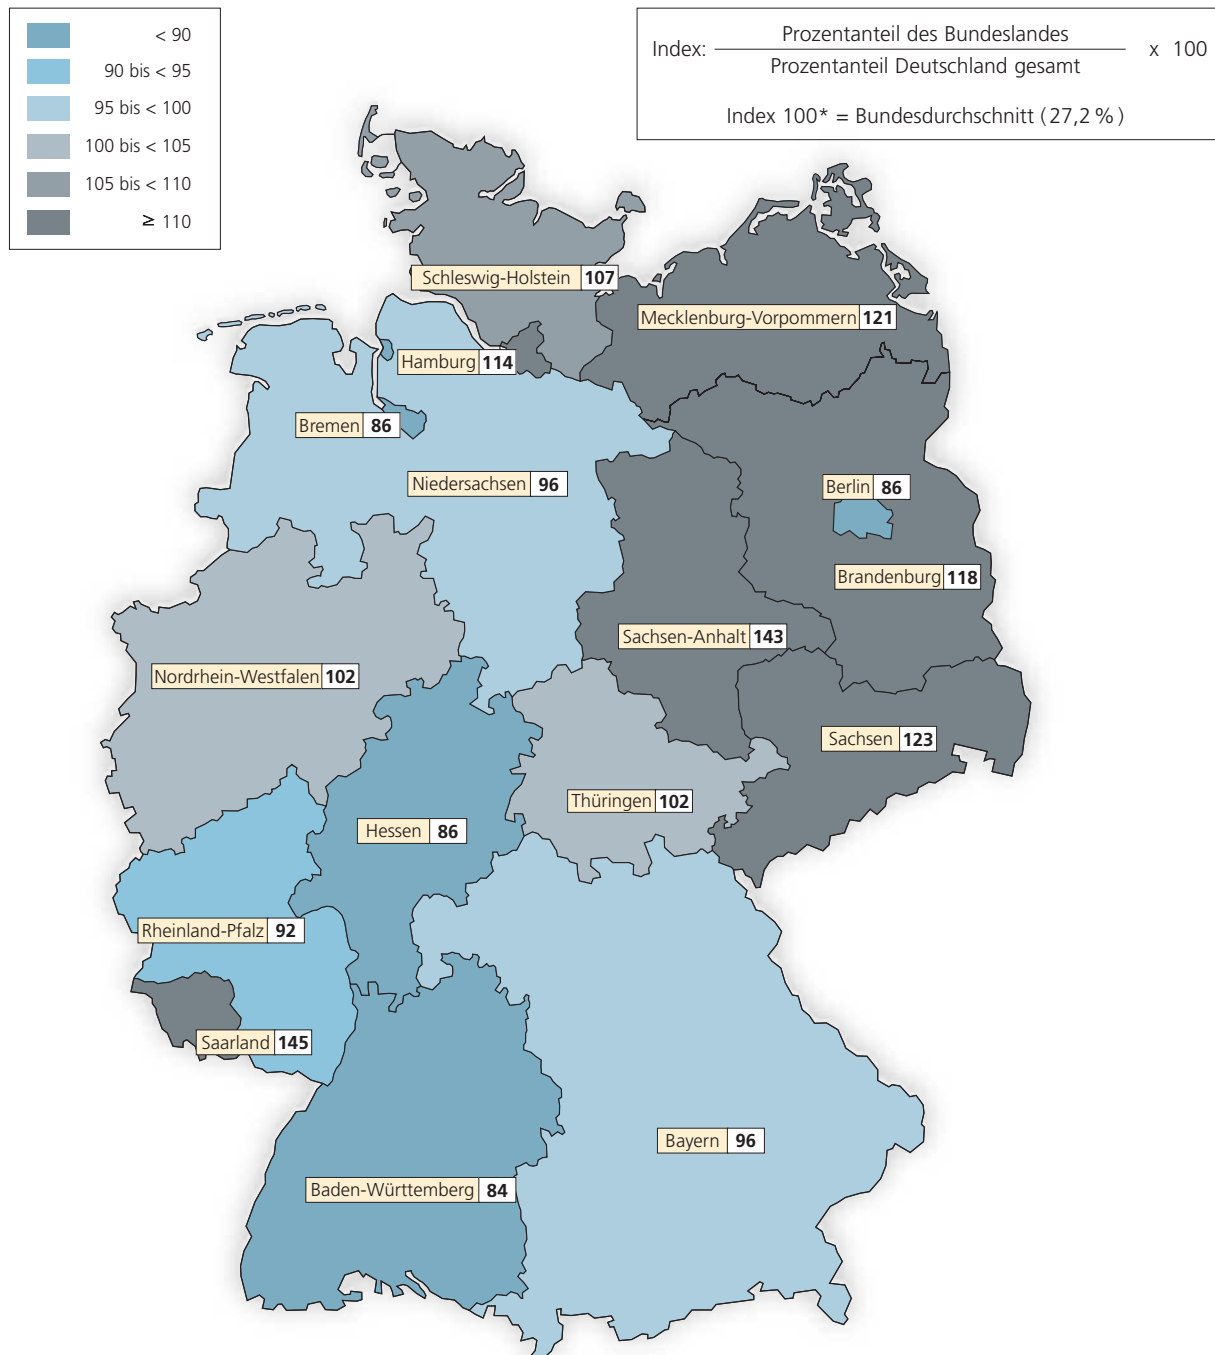 < 90
90 bis < 95
95 bis < 100
100 bis < 105
105 bis < 110
≥ 110
Prozentanteil des Bundeslandes
Index: x 100
Prozentanteil Deutschland gesamt
Index 100* = Bundesdurchschnitt (27,2 %)
Schleswig-Holstein 107
Mecklenburg-Vorpommern 121
Hamburg 114
Bremen 86
Niedersachsen 96
Berlin 86
Brandenburg 118
Sachsen-Anhalt 143
Nordrhein-Westfalen 102
Sachsen 123
Thüringen 102
Hessen 86
Rheinland-Pfalz 92
Saarland 145
Bayern 96
Baden-Württemberg 84